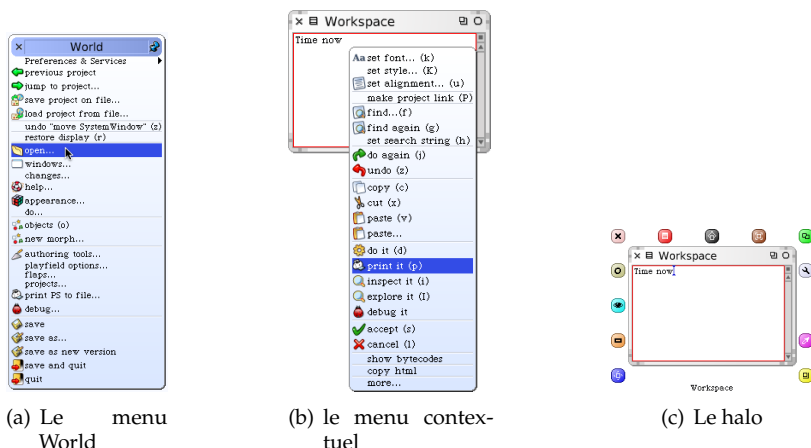 World
Preferences & Services
previous project
jump to project...
save project on file...
load project from file...
undo "move SystemWindow" (z)
restore display (r)
open...
windows...
changes...
help...
appearance...
do...
objects (o)
new morph...
authoring tools...
playfield options...
flaps...
projects...
print PS to file...
debug...
save
save as...
save as new version
save and quit
quit
(a) Le menu
World
Workspace
Time now
Aa set font... (k)
set style... (K)
set alignment... (u)
make project link (P)
find...(f)
find again (g)
set search string (h)
do again (j)
undo (z)
copy (c)
cut (x)
paste (v)
paste...
do it (d)
print it (p)
inspect it (i)
explore it (I)
debug it
accept (s)
cancel (l)
show bytecodes
copy html
more...
(b) le menu contex-
tuel
Workspace
Time now
Workspace
(c) Le halo